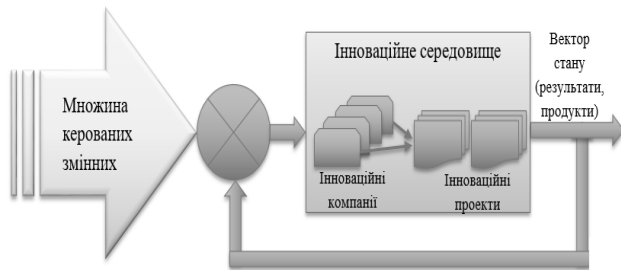 Множина
керованих
змінних
Інноваційне середовище
Інноваційні
компанії
Інноваційні
проекти
Вектор
стану
(результати,
продукти)